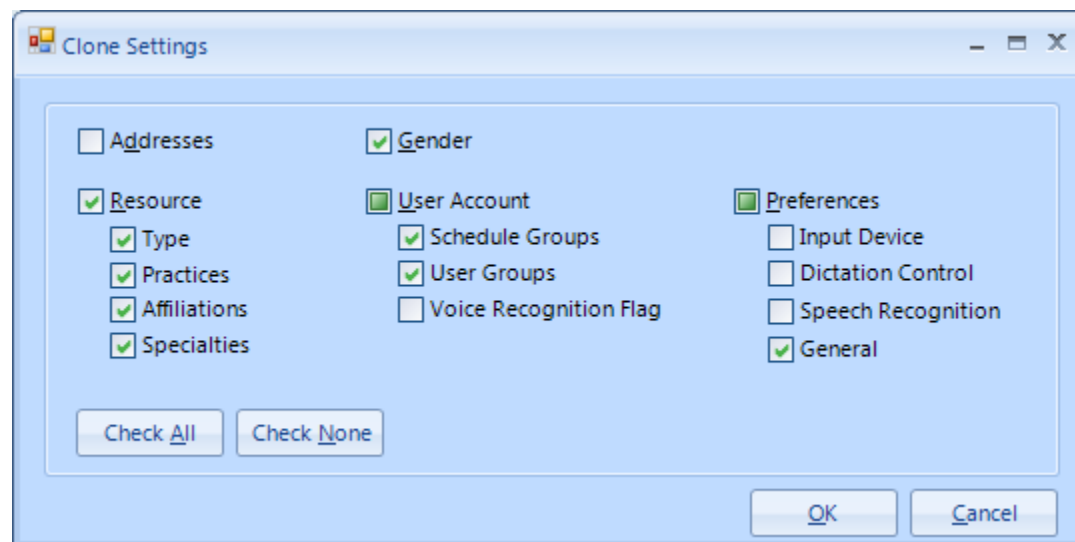 Clone Settings
Addresses
Gender
Resource
Type
Practices
Affiliations
Specialties
User Account
Schedule Groups
User Groups
Voice Recognition Flag
Preferences
Input Device
Dictation Control
Speech Recognition
General
Check All
Check None
OK
Cancel